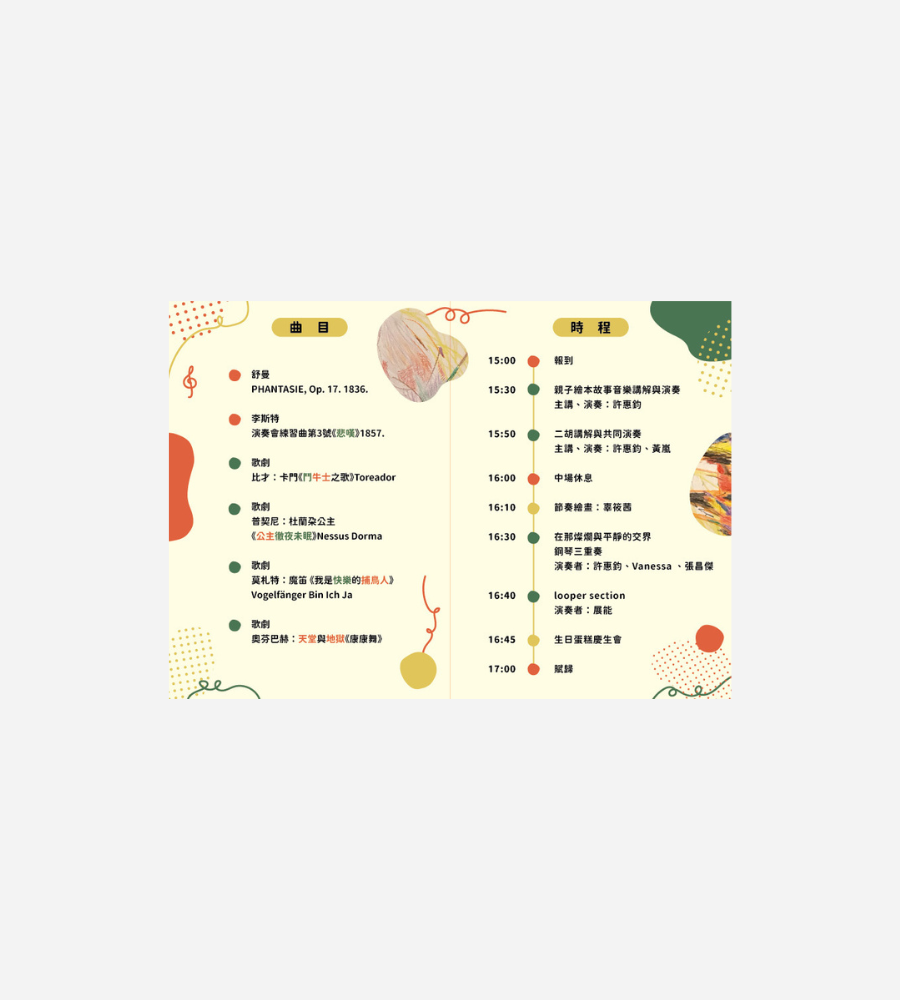 曲 目
舒曼
PHANTASIE, Op. 17. 1836.
李斯特
演奏會練習曲第3號《悲嘆》1857.
歌劇
比才：卡門《鬥牛士之歌》Toreador
歌劇
普契尼：杜蘭朶公主
《公主徹夜未眠》Nessus Dorma
歌劇
莫札特：魔笛《我是快樂的捕鳥人》
Vogelfänger Bin Ich Ja
歌劇
奧芬巴赫：天堂與地獄《康康舞》
時 程
15:00 報到
15:30 親子繪本故事音樂講解與演奏
主講、演奏：許惠鈞
15:50 二胡講解與共同演奏
主講、演奏：許惠鈞、黃嵐
16:00 中場休息
16:10 節奏繪畫：辜筱茜
16:30 在那燦爛與平靜的交界
鋼琴三重奏
演奏者：許惠鈞、Vanessa 、張昌傑
16:40 looper section
演奏者：展能
16:45 生日蛋糕慶生會
17:00 賦歸